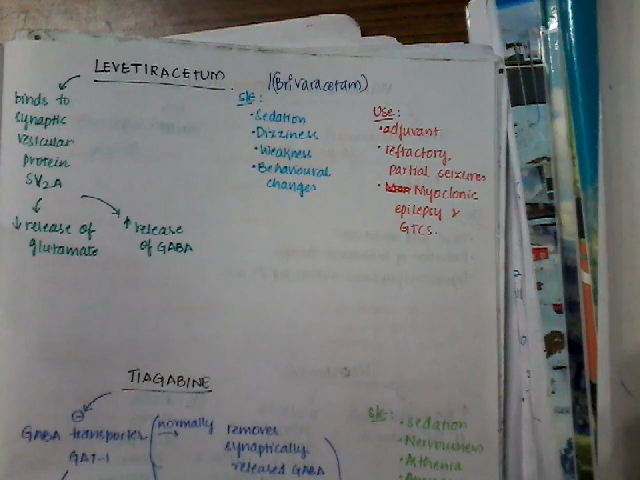 LEVETIRACETUM /(Brivaracetam)
binds to
synaptic
vesicular
protein
SV2A
↓ release of
glutamate
↑ release
of GABA
S/E:
• Sedation
• Dizziness
• Weakness
• Behavioural
changes
Use:
• adjuvant
• refractory
partial seizures
• Myoclonic
epilepsy &
GTCS.
TIAGABINE
⊖
GABA transporter
GAT-1
normally →
removes
synaptically
released GABA
S/E:
• Sedation
• Nervousness
• Asthenia